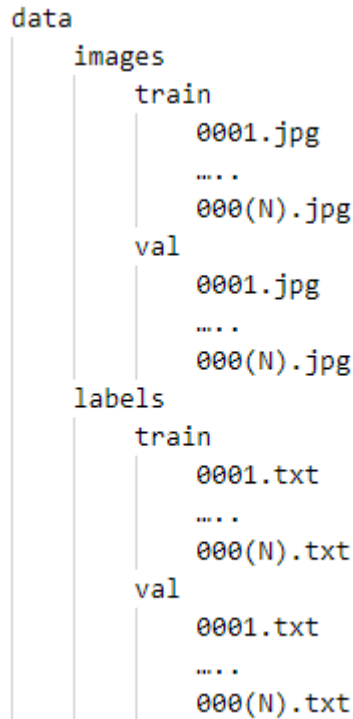 data
images
train
0001.jpg
…..
000(N).jpg
val
0001.jpg
…..
000(N).jpg
labels
train
0001.txt
…..
000(N).txt
val
0001.txt
…..
000(N).txt